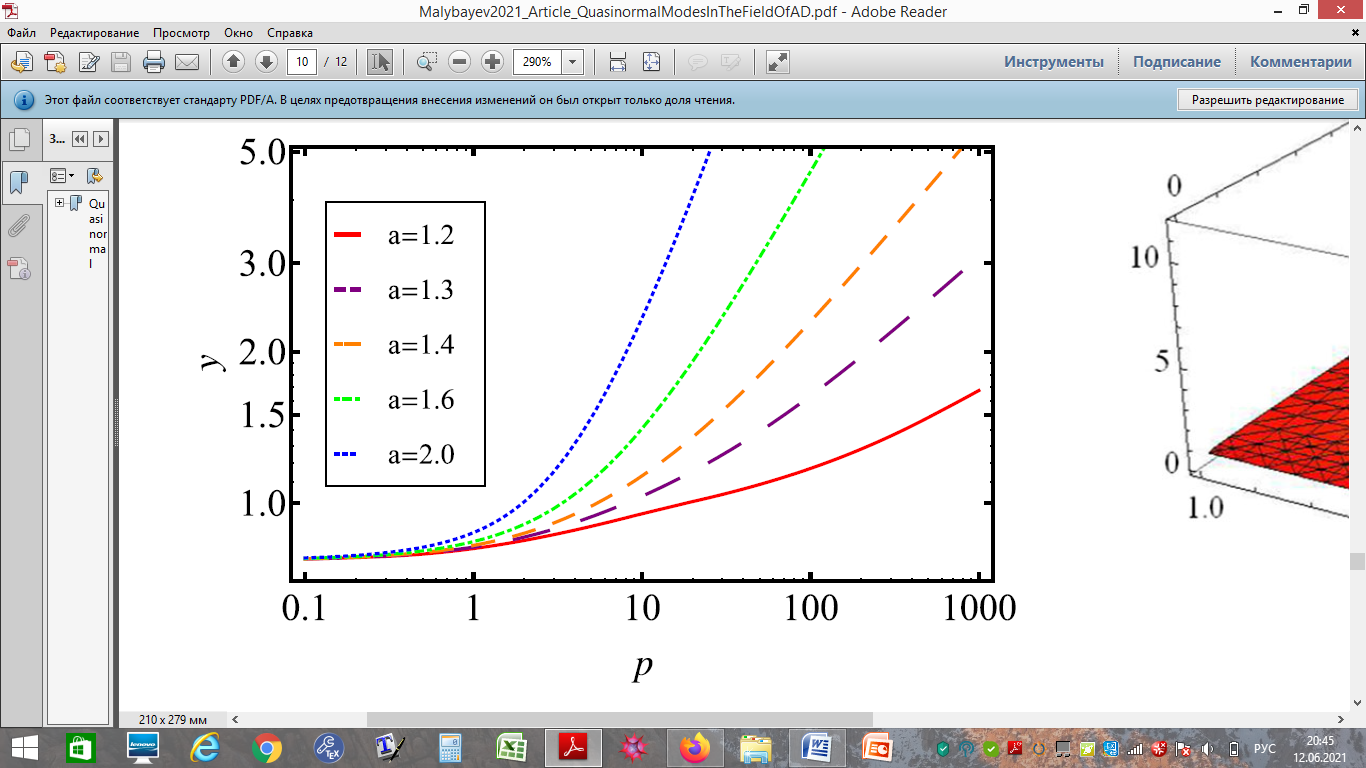 Malybayev2021_Article_QuasinormalModesInTheFieldOfAD.pdf - Adobe Reader
Файл Редактирование Просмотр Окно Справка
10 / 12 290% Инструменты Подписание Комментарии
Этот файл соответствует стандарту PDF/A. В целях предотвращения внесения изменений он был открыт только доля чтения. Разрешить редактирование
З...
Qu
asi
nor
ma
l
5.0
3.0
2.0
1.5
1.0
y
a=1.2
a=1.3
a=1.4
a=1.6
a=2.0
0.1 1 10 100 1000
p
0
10
5
0
1.0
210 x 279 мм
lenovo
TEX
РУС
20:45
12.06.2021